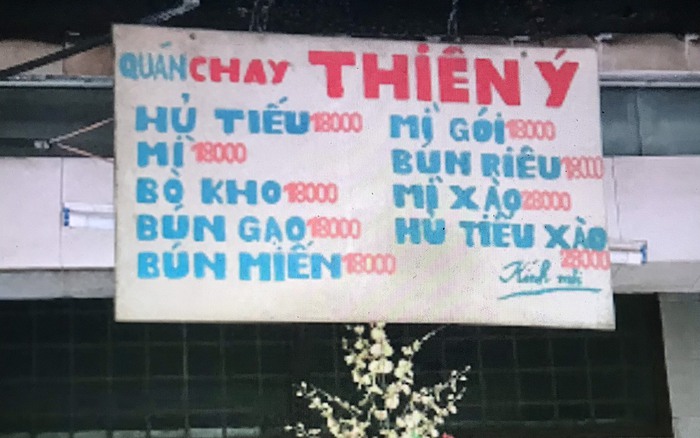 QUÁN CHAY THIÊN Ý
HỦ TIẾU 18000
MÌ 18000
BÒ KHO 18000
BÚN GẠO 18000
BÚN MIẾN 18000
MÌ GÓI 18000
BÚN RIÊU 18000
MÌ XÀO 28000
HỦ TIẾU XÀO
28000
Kính mời